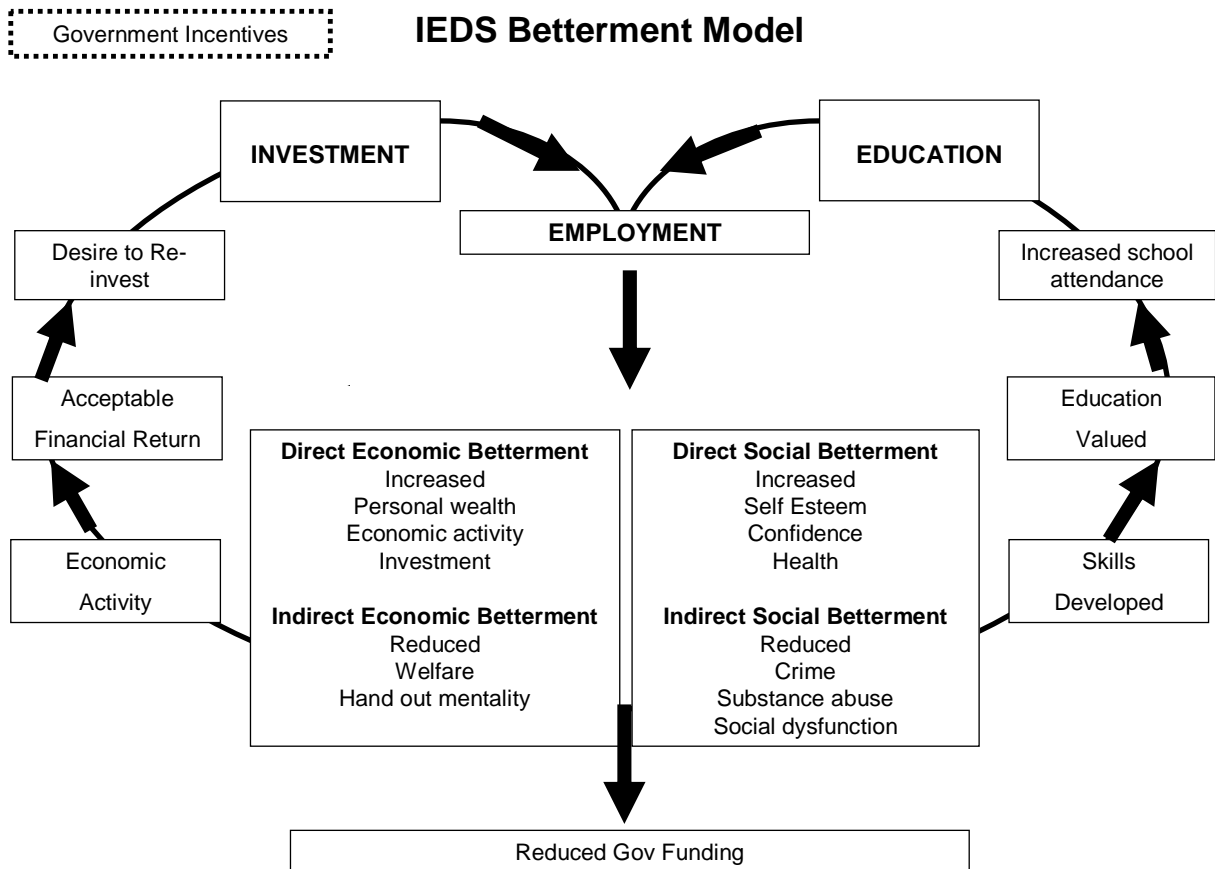 Government Incentives
IEDS Betterment Model
INVESTMENT
EDUCATION
EMPLOYMENT
Desire to Re-
invest
Increased school
attendance
Acceptable
Financial Return
Education
Valued
Direct Economic Betterment
Increased
Personal wealth
Economic activity
Investment
Indirect Economic Betterment
Reduced
Welfare
Hand out mentality
Direct Social Betterment
Increased
Self Esteem
Confidence
Health
Indirect Social Betterment
Reduced
Crime
Substance abuse
Social dysfunction
Economic
Activity
Skills
Developed
Reduced Gov Funding